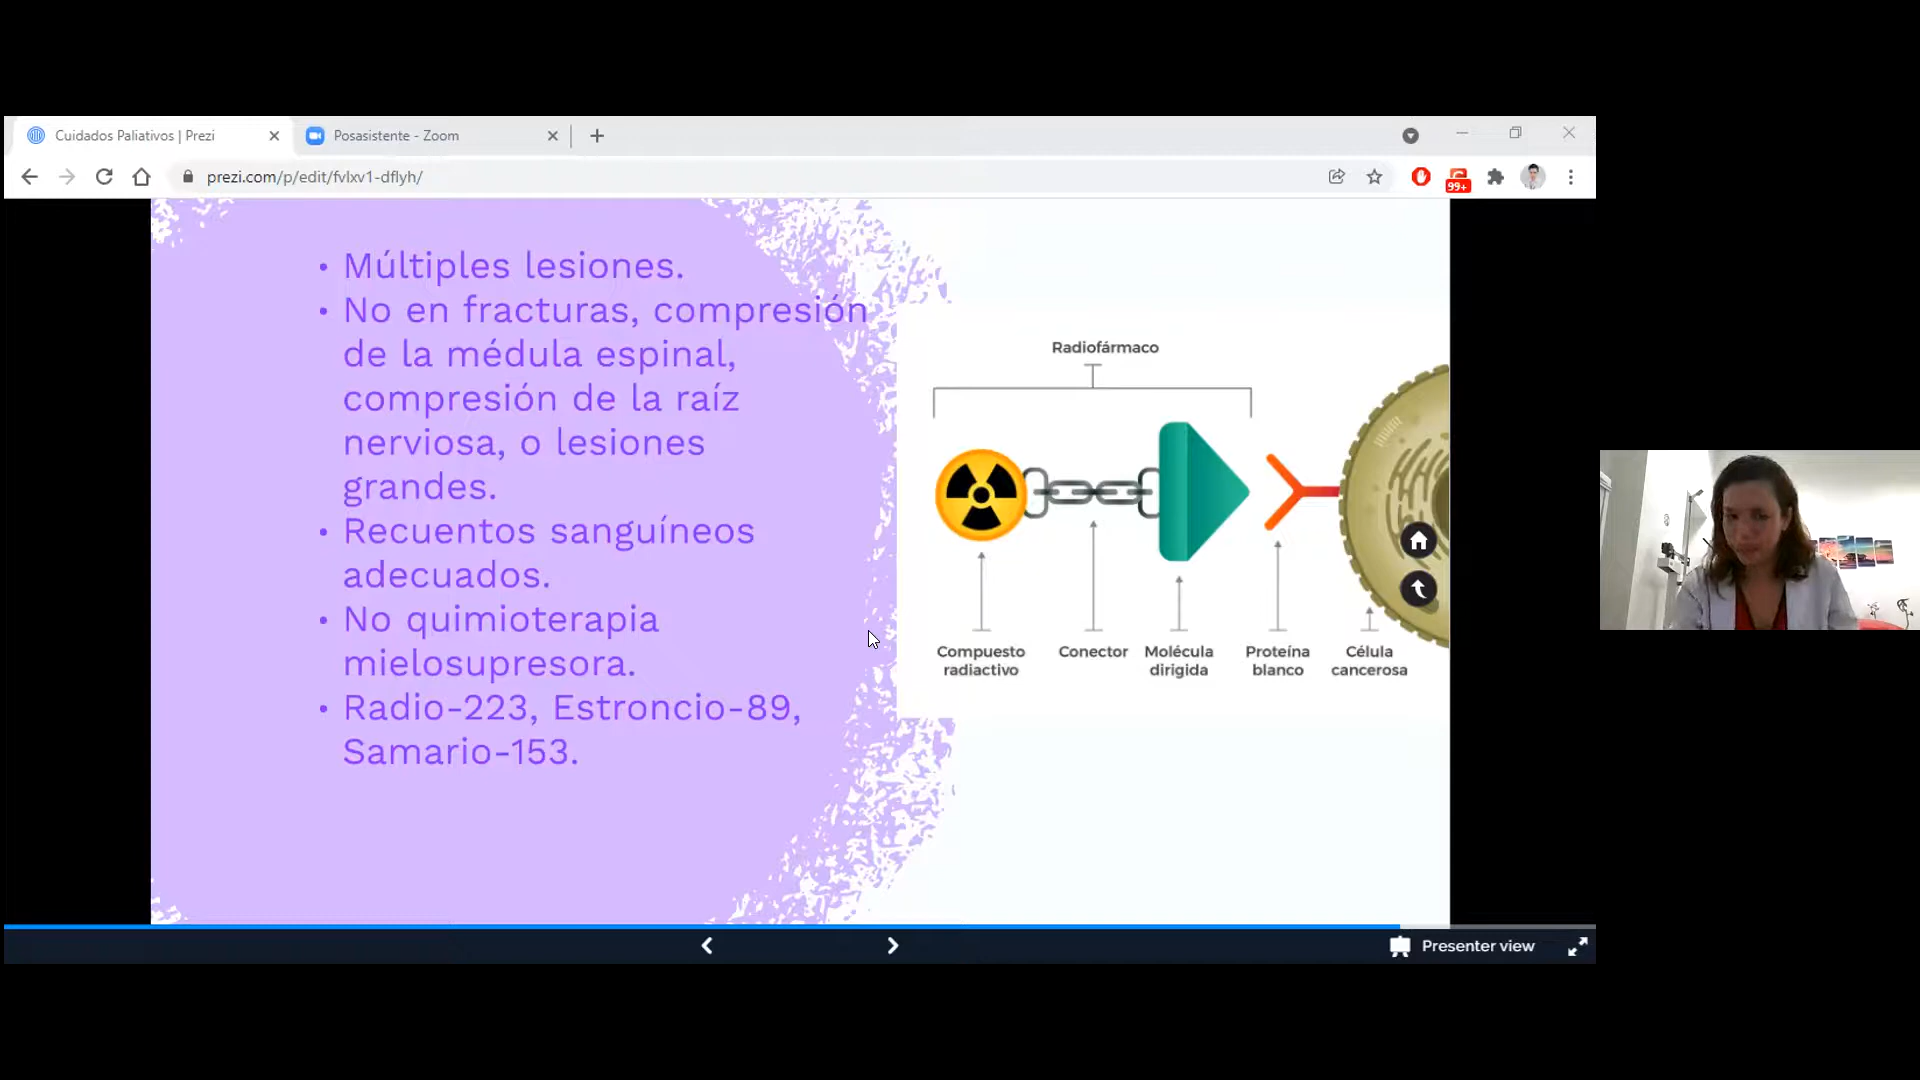 Cuidados Paliativos | Prezi
Posasistente - Zoom
prezi.com/p/edit/fvlxv1-dflyh/
99+
• Múltiples lesiones.
• No en fracturas, compresión
de la médula espinal,
compresión de la raíz
nerviosa, o lesiones
grandes.
• Recuentos sanguíneos
adecuados.
• No quimioterapia
mielosupresora.
• Radio-223, Estroncio-89,
Samario-153.
Radiofármaco
Compuesto
radiactivo
Conector
Molécula
dirigida
Proteína
blanco
Célula
cancerosa
Presenter view